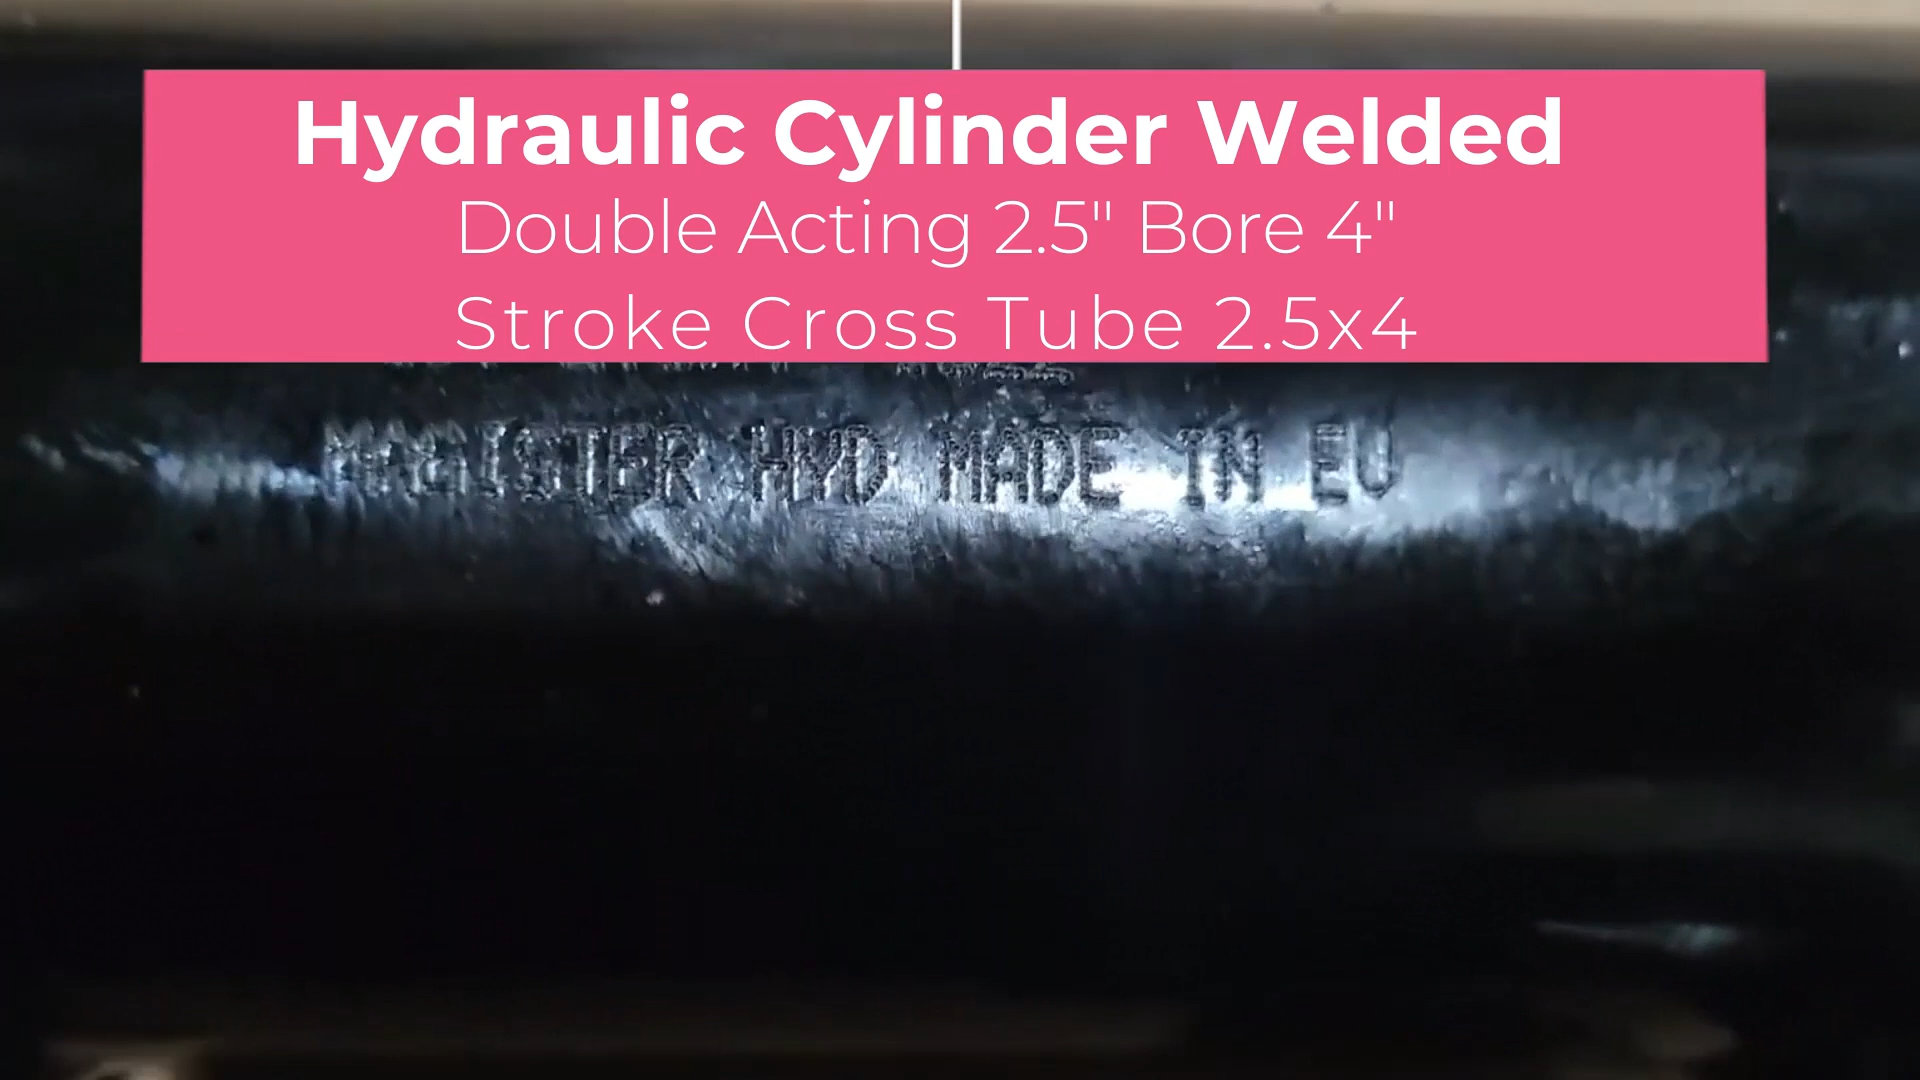 Hydraulic Cylinder Welded
Double Acting 2.5" Bore 4"
Stroke Cross Tube 2.5x4
MAGISTER HYD MADE IN EU